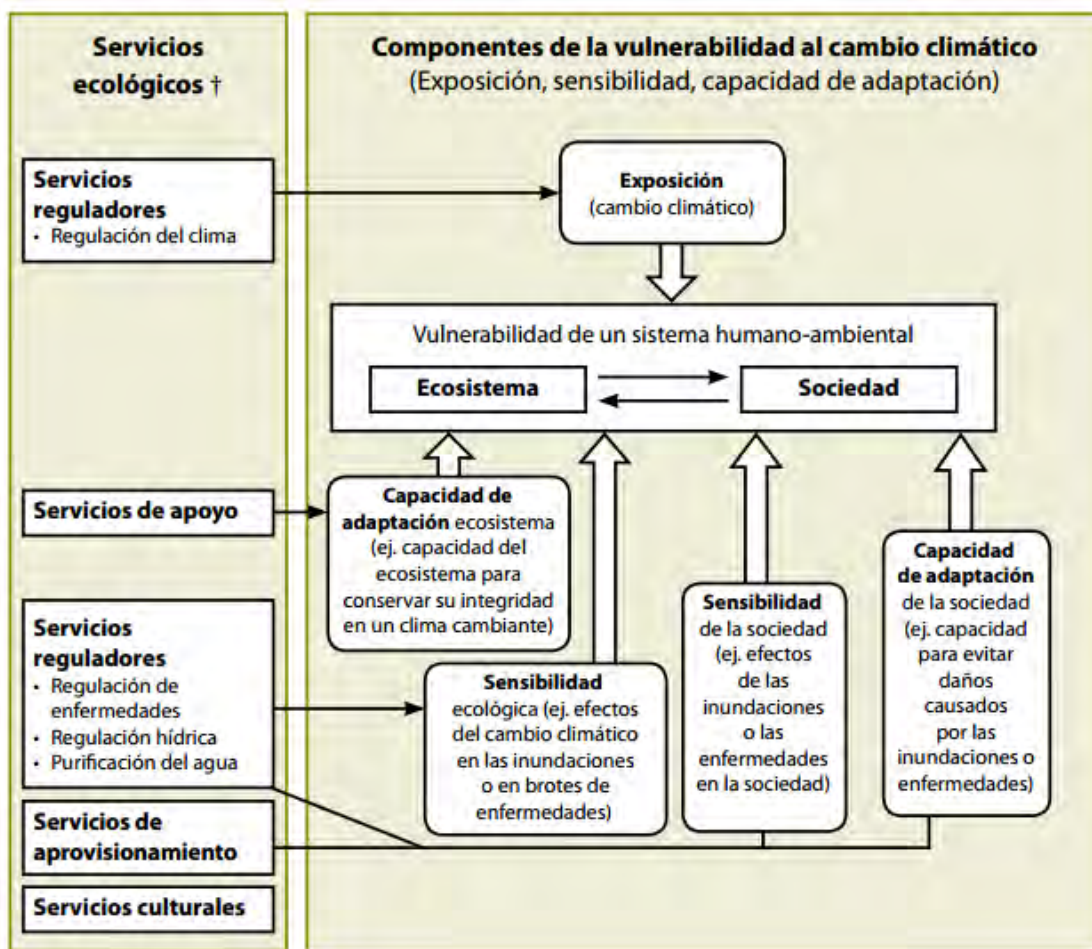 Servicios
ecológicos †
Servicios
reguladores
• Regulación del clima
Servicios de apoyo
Servicios
reguladores
• Regulación de
enfermedades
• Regulación hídrica
• Purificación del agua
Servicios de
aprovisionamiento
Servicios culturales
Componentes de la vulnerabilidad al cambio climático
(Exposición, sensibilidad, capacidad de adaptación)
Exposición
(cambio climático)
Vulnerabilidad de un sistema humano-ambiental
Ecosistema
Sociedad
Capacidad de
adaptación ecosistema
(ej. capacidad del
ecosistema para
conservar su integridad
en un clima cambiante)
Sensibilidad
ecológica (ej. efectos
del cambio climático
en las inundaciones
o en brotes de
enfermedades)
Sensibilidad
de la sociedad
(ej. efectos
de las
inundaciones
o las
enfermedades
en la sociedad)
Capacidad
de adaptación
de la sociedad
(ej. capacidad
para evitar
daños
causados
por las
inundaciones o
enfermedades)